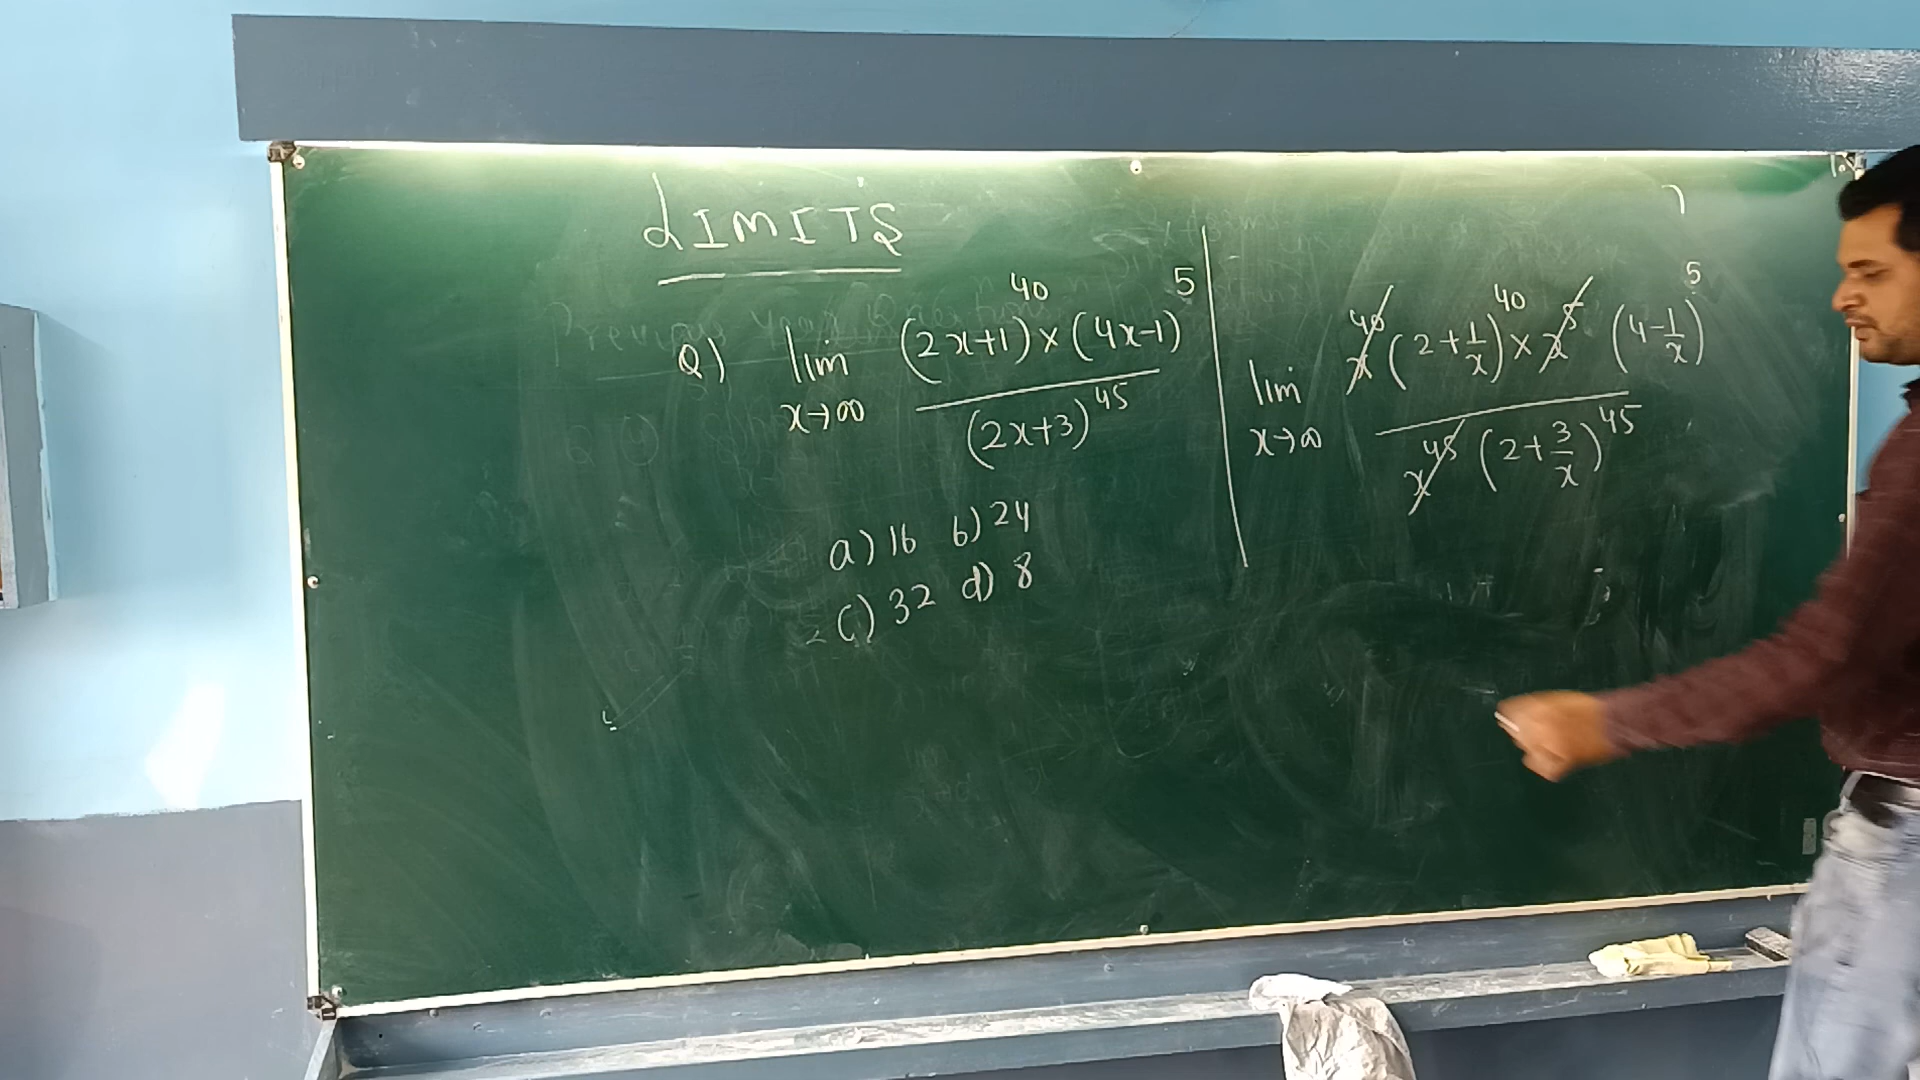 LIMITS
Q) lim x→∞ (2x+1)^40 × (4x-1)^5 / (2x+3)^45
a) 16 b) 24
c) 32 d) 8
lim x→∞ x^40 (2+1/x)^40 × x^5 (4-1/x)^5 / x^45 (2+3/x)^45